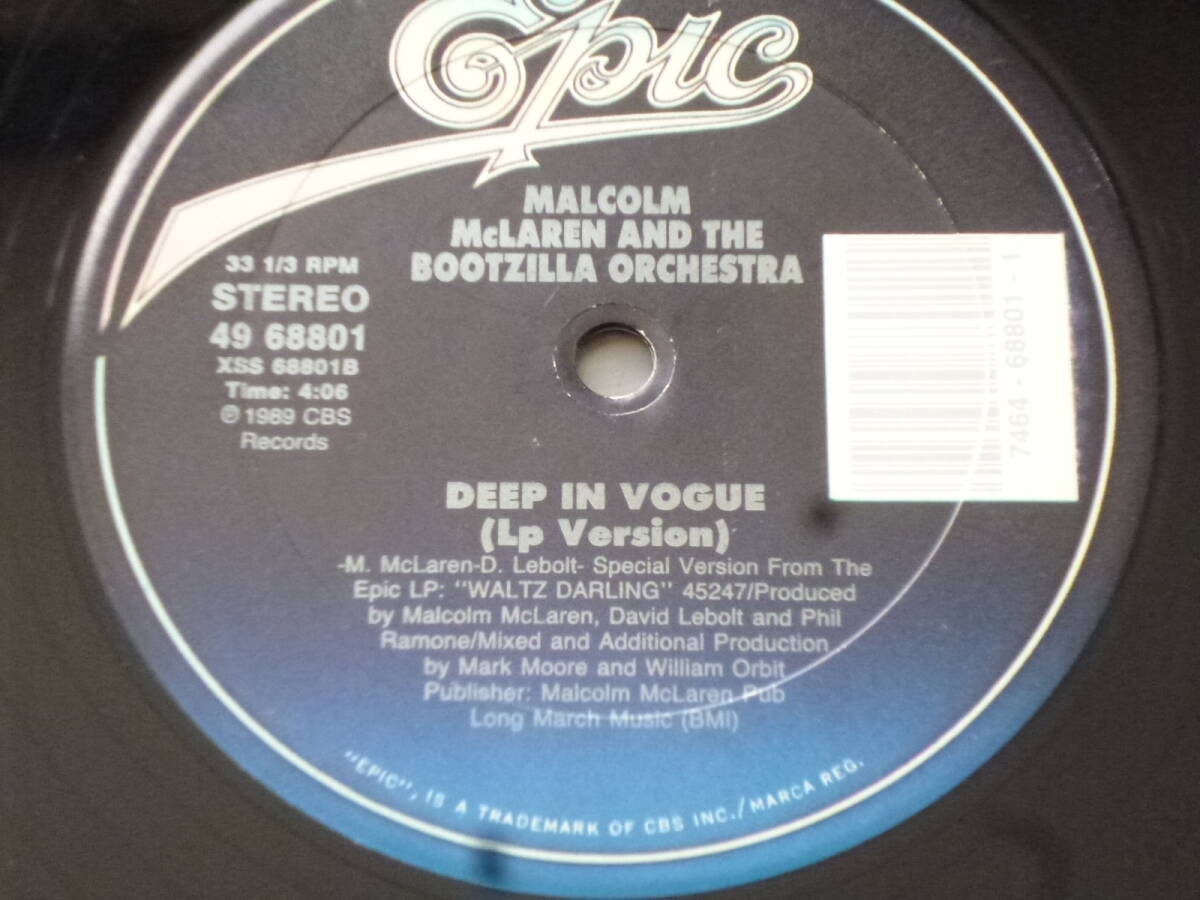 Epic
MALCOLM
McLAREN AND THE
BOOTZILLA ORCHESTRA
33 1/3 RPM
STEREO
49 68801
XSS 68801B
Time: 4:06
℗ 1989 CBS
Records
7464 - 68801 - 1
DEEP IN VOGUE
(Lp Version)
-M. McLaren-D. Lebolt- Special Version From The
Epic LP: "WALTZ DARLING" 45247/Produced
by Malcolm McLaren, David Lebolt and Phil
Ramone/Mixed and Additional Production
by Mark Moore and William Orbit
Publisher: Malcolm McLaren Pub
Long March Music (BMI)
"EPIC", IS A TRADEMARK OF CBS INC./MARCA REG.